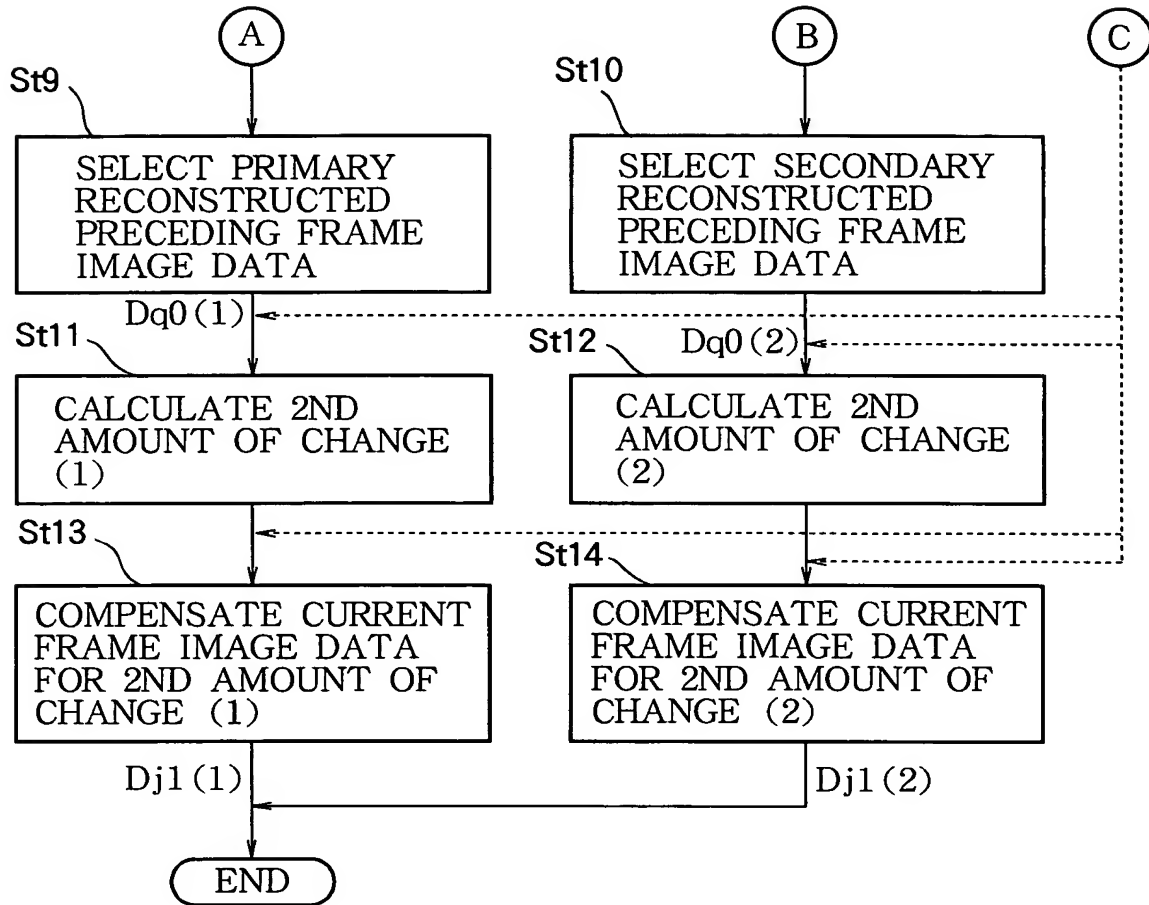 A
B
C
St9
St10
SELECT PRIMARY
RECONSTRUCTED
PRECEDING FRAME
IMAGE DATA
SELECT SECONDARY
RECONSTRUCTED
PRECEDING FRAME
IMAGE DATA
Dq0(1)
Dq0(2)
St11
St12
CALCULATE 2ND
AMOUNT OF CHANGE
(1)
CALCULATE 2ND
AMOUNT OF CHANGE
(2)
St13
St14
COMPENSATE CURRENT
FRAME IMAGE DATA
FOR 2ND AMOUNT OF
CHANGE (1)
COMPENSATE CURRENT
FRAME IMAGE DATA
FOR 2ND AMOUNT OF
CHANGE (2)
Dj1(1)
Dj1(2)
END